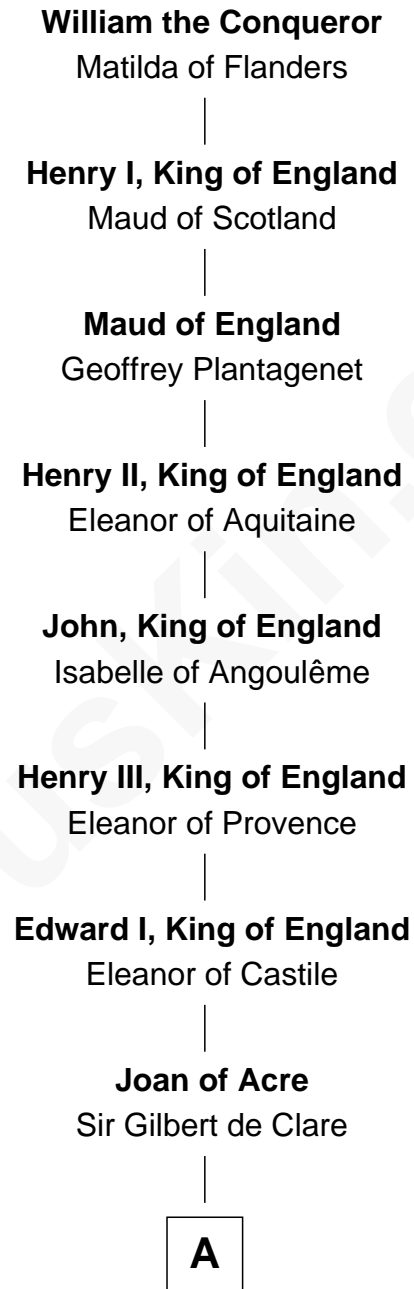 William the Conqueror
Matilda of Flanders
Henry I, King of England
Maud of Scotland
Maud of England
Geoffrey Plantagenet
Henry II, King of England
Eleanor of Aquitaine
John, King of England
Isabelle of Angoulême
Henry III, King of England
Eleanor of Provence
Edward I, King of England
Eleanor of Castile
Joan of Acre
Sir Gilbert de Clare
A